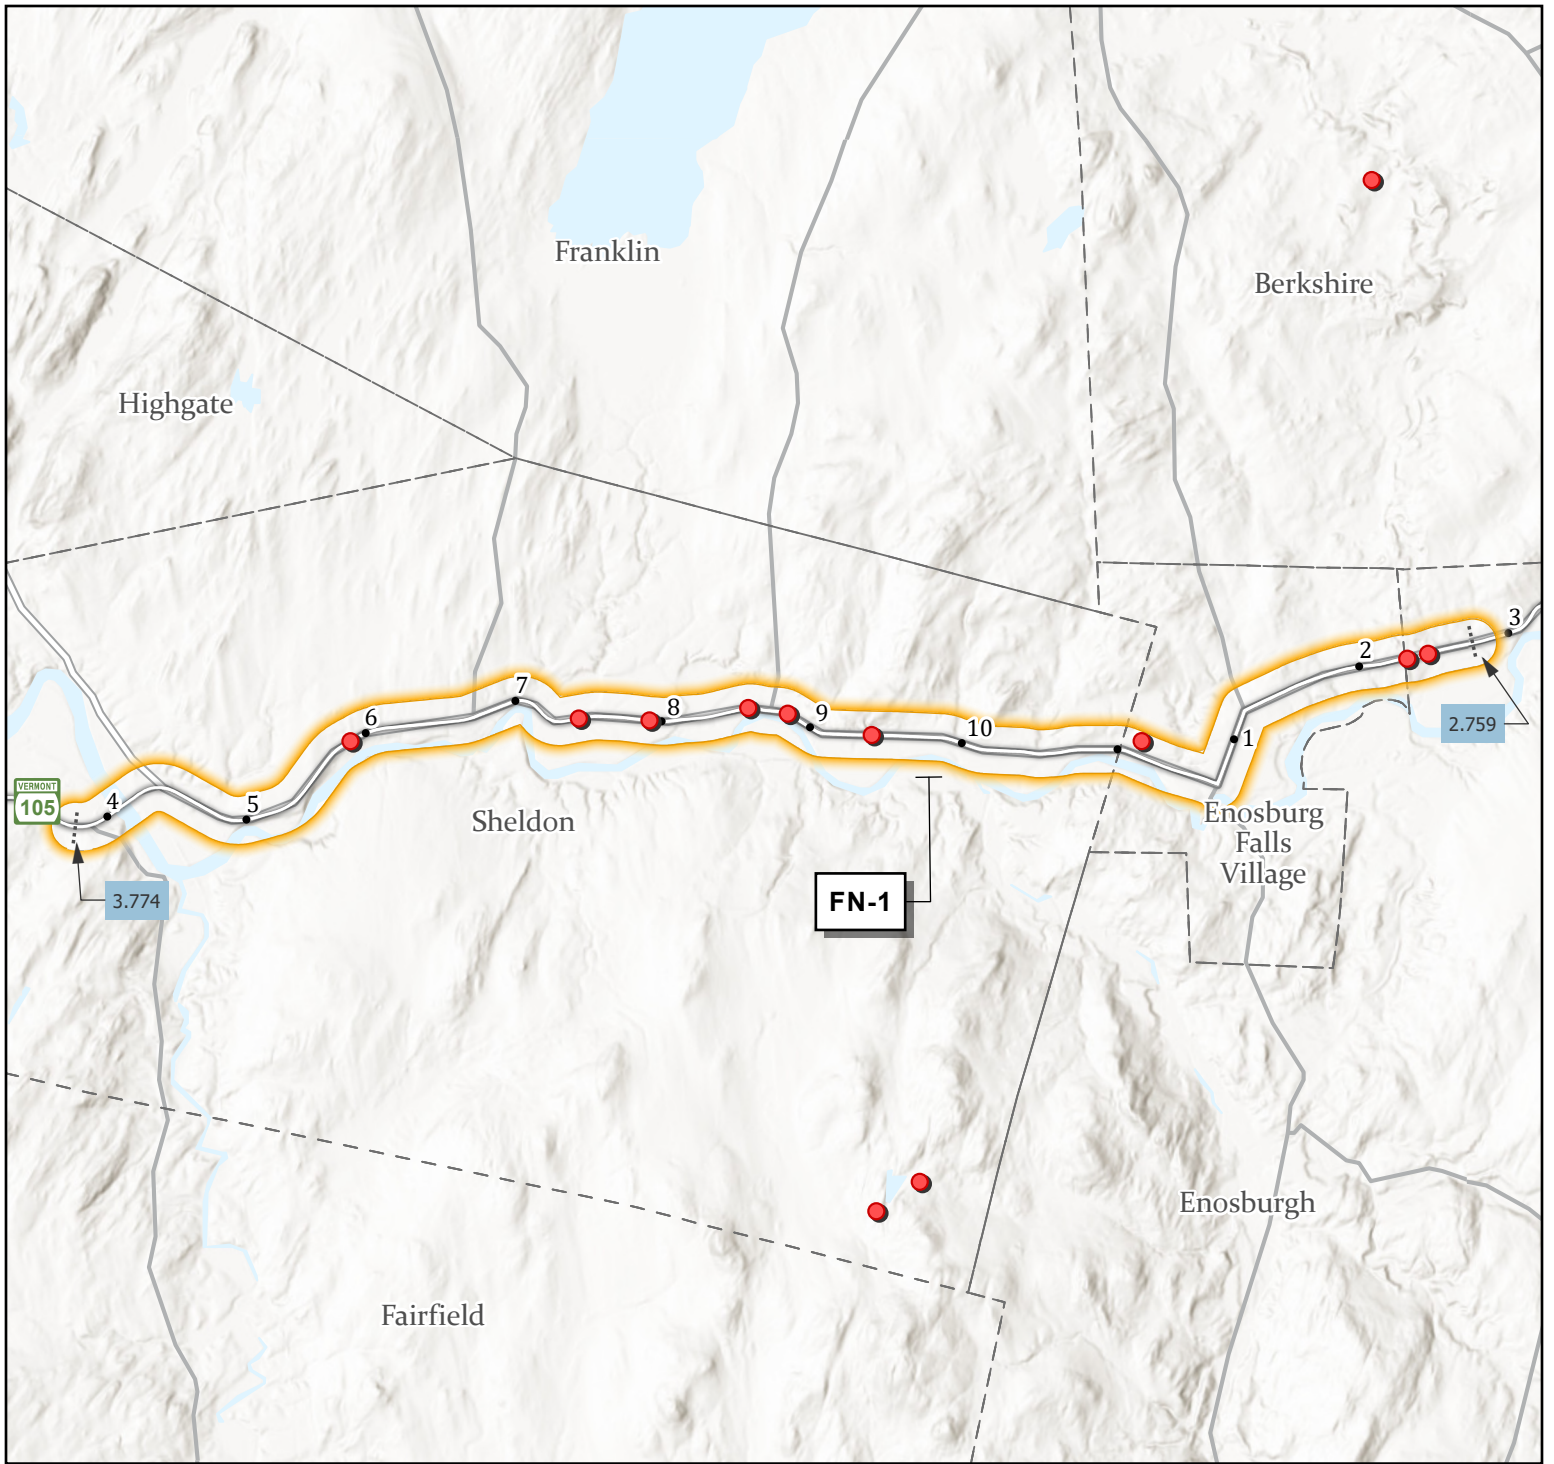 Franklin
Berkshire
Highgate
3
2
7
6
8
9
10
1
2.759
VERMONT
105
4
5
Sheldon
Enosburg
Falls
Village
3.774
FN-1
Enosburgh
Fairfield